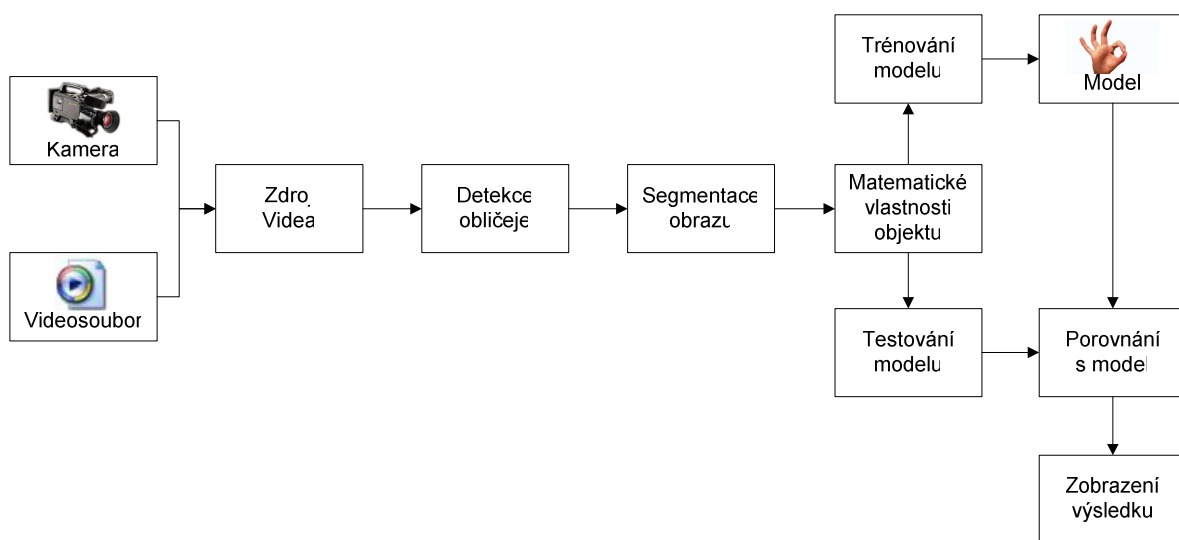 Kamera
Videosoubor
Zdroj
Videa
Detekce
obličeje
Segmentace
obrazu
Matematické
vlastnosti
objektu
Trénování
modelu
Model
Testování
modelu
Porovnání
s model
Zobrazení
výsledku